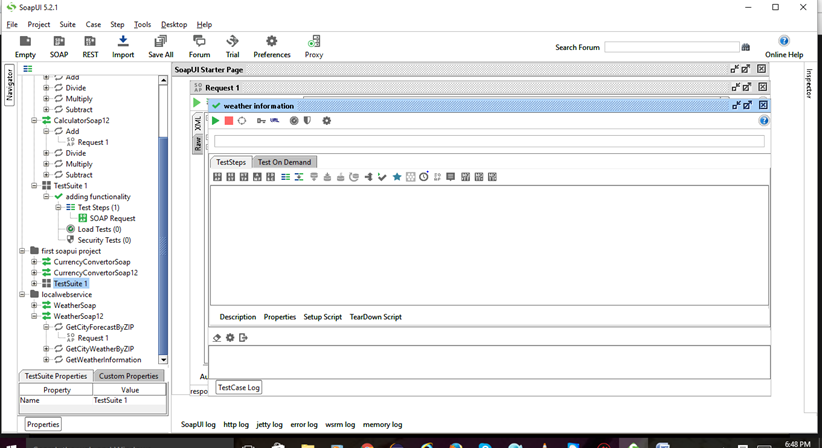 SoapUI 5.2.1
File Project Suite Case Step Tools Desktop Help
Empty SOAP REST Import Save All Forum Trial Preferences Proxy
Search Forum
Online Help
Navigator
Inspector
Add
Divide
Multiply
Subtract
CalculatorSoap12
Add
Request 1
Divide
Multiply
Subtract
TestSuite 1
adding functionality
Test Steps (1)
SOAP Request
Load Tests (0)
Security Tests (0)
first soapui project
CurrencyConvertorSoap
CurrencyConvertorSoap12
TestSuite 1
localwebservice
WeatherSoap
WeatherSoap12
GetCityForecastByZIP
Request 1
GetCityWeatherByZIP
GetWeatherInformation
TestSuite Properties Custom Properties
Property Value
Name TestSuite 1
Properties
SoapUI Starter Page
Request 1
XML
Raw
weather information
TestSteps Test On Demand
Description Properties Setup Script TearDown Script
TestCase Log
Au
respo
SoapUI log http log jetty log error log wsrm log memory log
6:48 PM